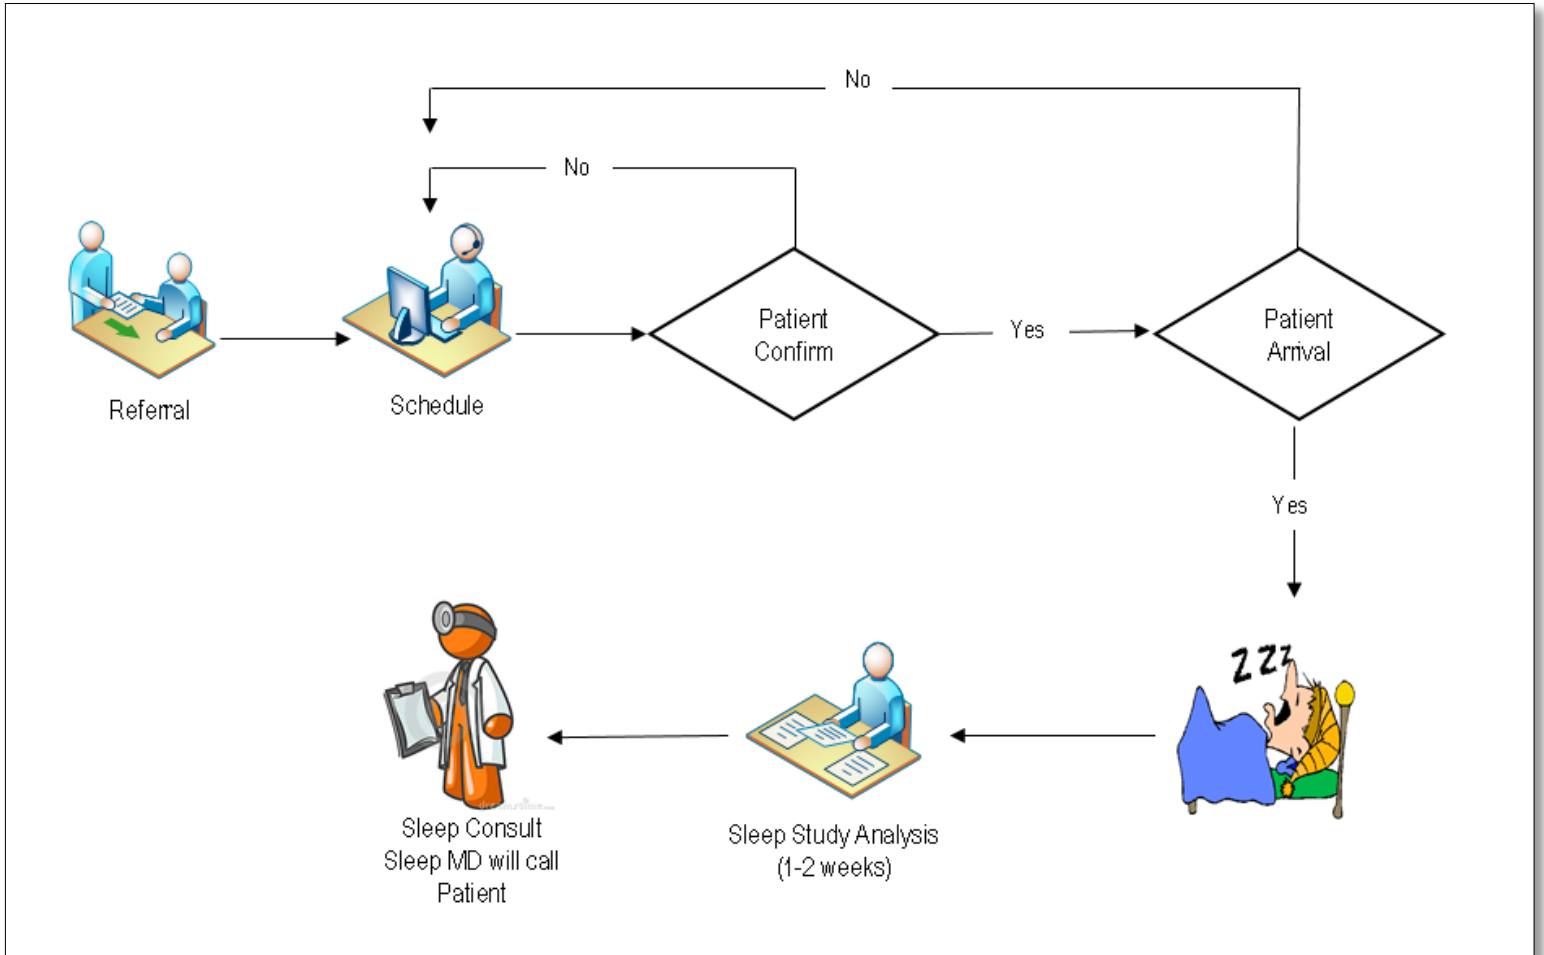 No
No
Patient
Confirm
Yes
Patient
Arrival
Referral
Schedule
Yes
ZZZ
Sleep Consult
Sleep MD will call
Patient
Sleep Study Analysis
(1-2 weeks)